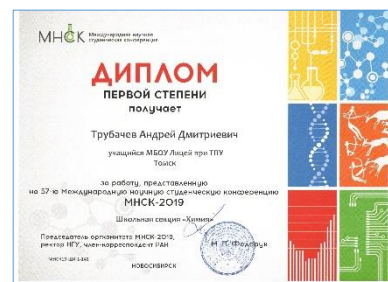 МНСК Международная научная
студенческая конференция
ДИПЛОМ
ПЕРВОЙ СТЕПЕНИ
получает
Трубачев Андрей Дмитриевич
учащийся МБОУ Лицей при ТПУ
Томск
за работу, представленную
на 57-ю Международную научную студенческую конференцию
МНСК-2019
Школьная секция «Химия»
Председатель оргкомитета МНСК-2019,
ректор НГУ, член-корреспондент РАН
М. П. Федорук
НОВОСИБИРСК